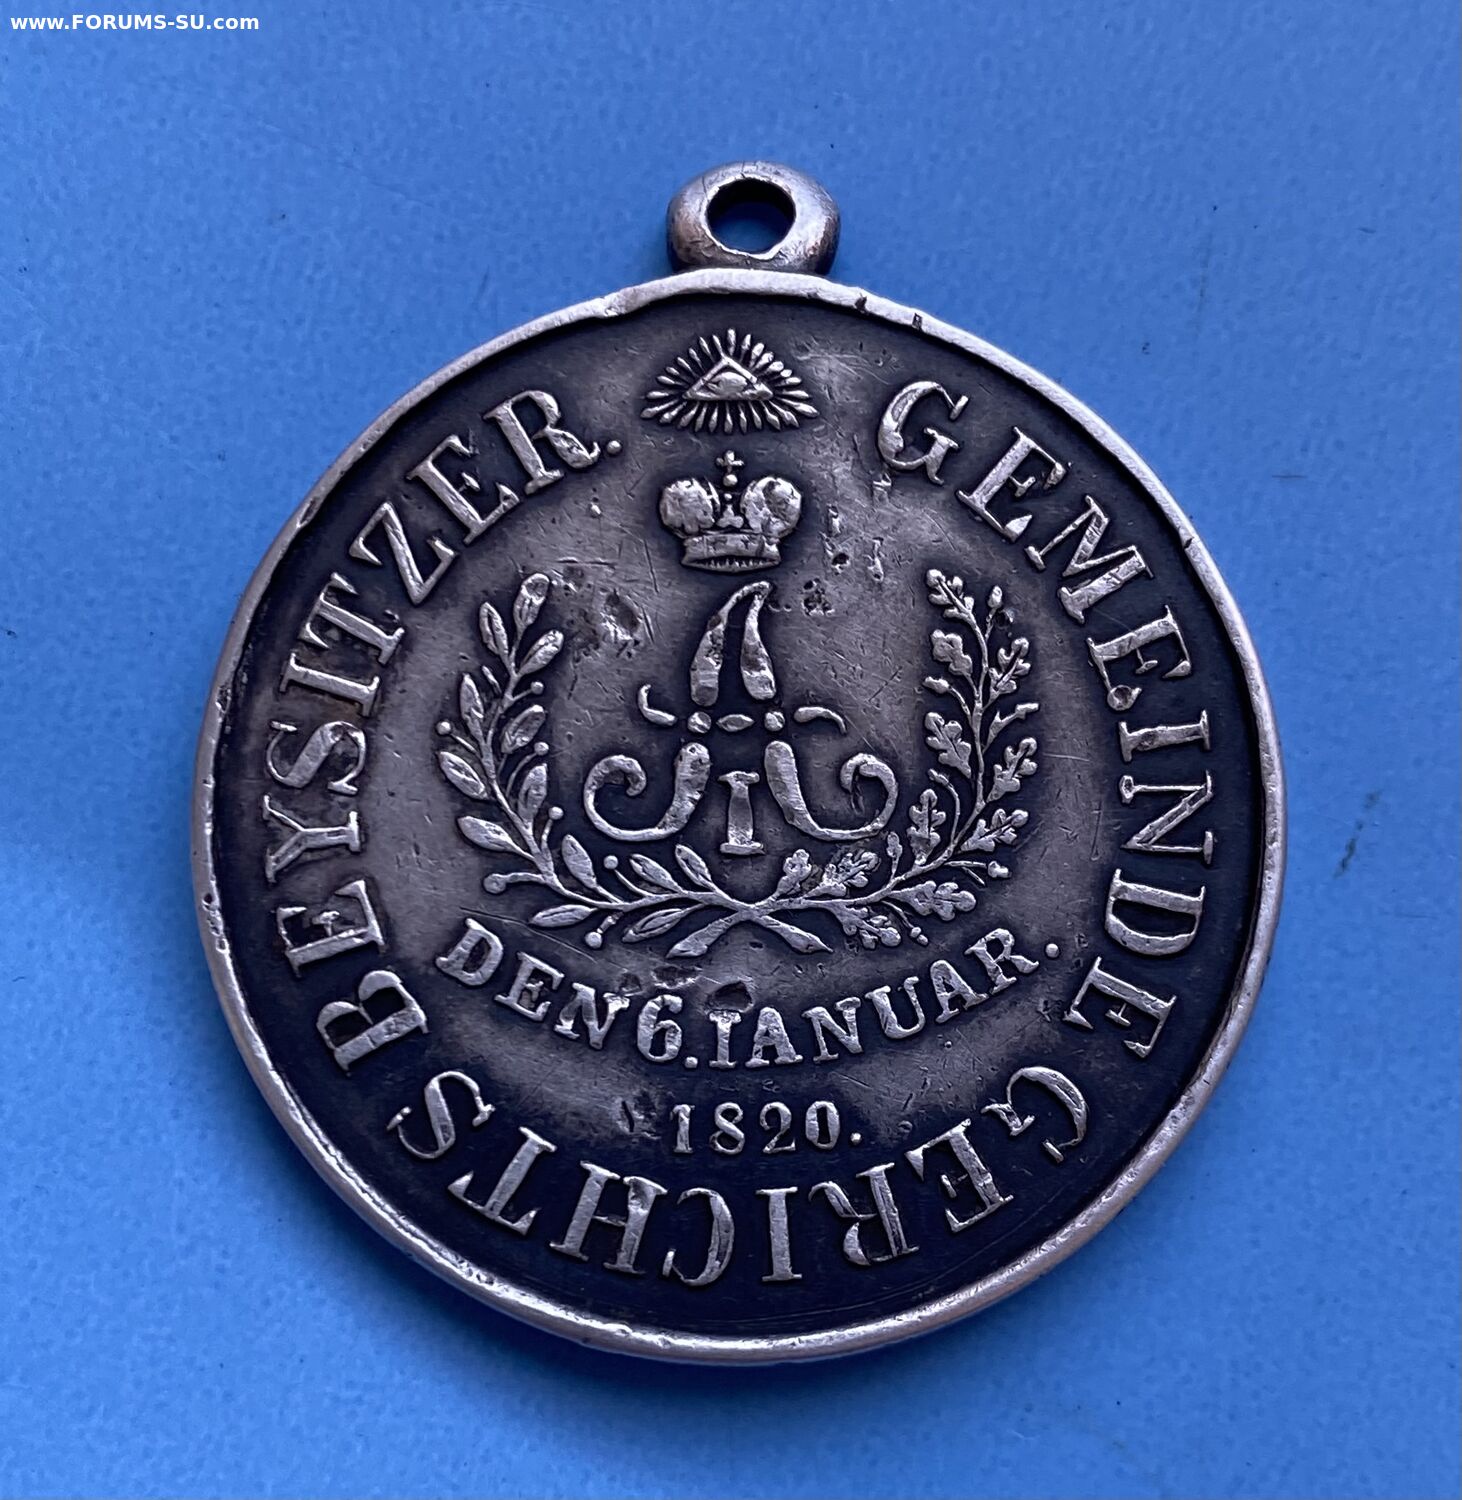 www.FORUMS-SU.com
GEMEINDE GERICHTS BEYSITZER.
A I
DEN 6. IANUAR.
1820.